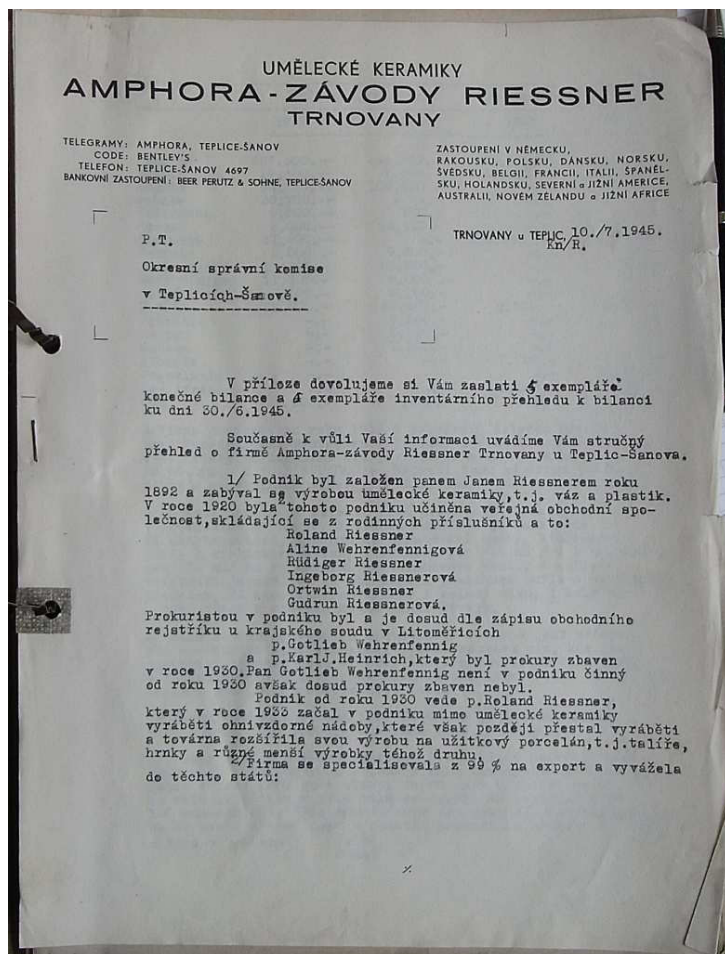 UMĚLECKÉ KERAMIKY
AMPHORA-ZÁVODY RIESSNER
TRNOVANY
TELEGRAMY: AMPHORA, TEPLICE-ŠANOV
CODE: BENTLEY'S
TELEFON: TEPLICE-ŠANOV 4697
BANKOVNÍ ZASTOUPENÍ: BEER PERUTZ & SOHNE, TEPLICE-ŠANOV
ZASTOUPENÍ V NĚMECKU,
RAKOUSKU, POLSKU, DÁNSKU, NORSKU,
ŠVÉDSKU, BELGII, FRANCII, ITALII, ŠPANĚL-
SKU, HOLANDSKU, SEVERNÍ a JIŽNÍ AMERICE,
AUSTRALII, NOVÉM ZÉLANDU a JIŽNÍ AFRICE
TRNOVANY u TEPLIC, 10./7.1945.
Kn/R.
P.T.
Okresní správní komise
v Teplicích-Šanově.
V příloze dovolujeme si Vám zaslati 5 exempláře
konečné bilance a 5 exempláře inventárního přehledu k bilanci
ku dni 30./6.1945.
Současně k vůli Vaší informaci uvádíme Vám stručný
přehled o firmě Amphora-závody Riessner Trnovany u Teplic-Šanova.
1/ Podnik byl založen panem Janem Riessnerem roku
1892 a zabýval se výrobou umělecké keramiky,t.j. váz a plastik.
V roce 1920 byla tohoto podniku učiněna veřejná obchodní spo-
lečnost,skládající se z rodinných příslušníků a to:
Roland Riessner
Aline Wehrenfennigová
Rüdiger Riessner
Ingeborg Riessnerová
Ortwin Riessner
Gudrun Riessnerová.
Prokuristou v podniku byl a je dosud dle zápisu obchodního
rejstříku u krajského soudu v Litoměřicích
p.Gotlieb Wehrenfennig
a p.KarlJ.Heinrich,který byl prokury zbaven
v roce 1930.Pan Gotlieb Wehrenfennig není v podniku činný
od roku 1930 avšak dosud prokury zbaven nebyl.
Podnik od roku 1930 vede p.Roland Riessner,
který v roce 1933 začal v podniku mimo umělecké keramiky
vyráběti ohnivzdorné nádoby,které však později přestal vyráběti
a továrna rozšířila svou výrobu na užitkový porcelán,t.j.talíře,
hrnky a různé menší výrobky téhož druhu.
2/Firma se specialisovala z 99 % na export a vyvážela
do těchto států: